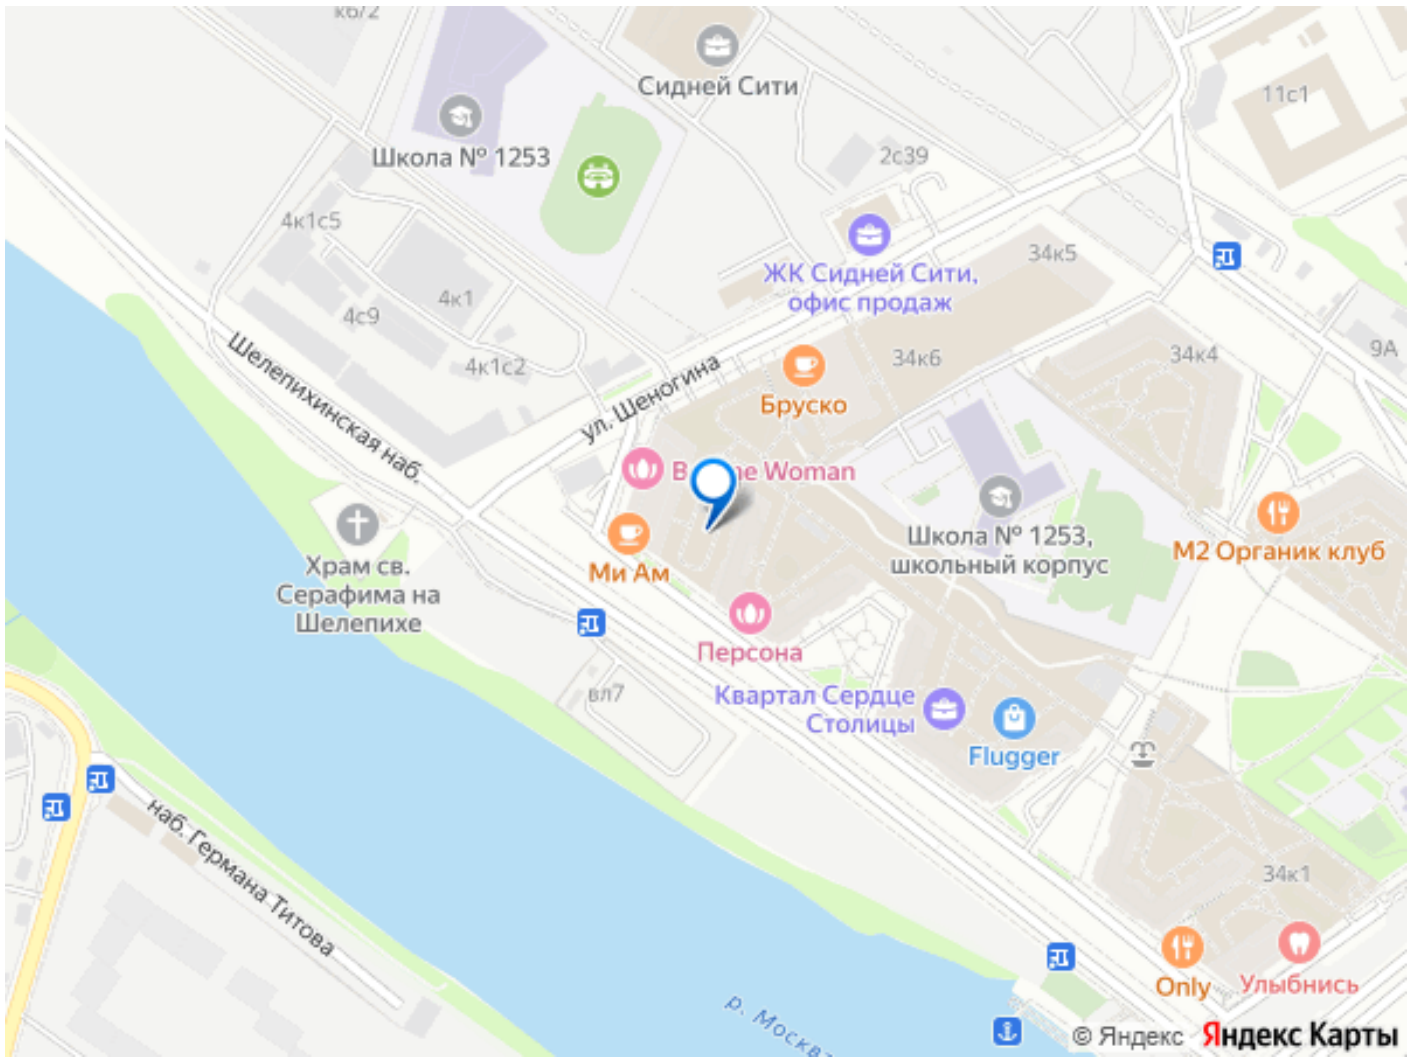 к6/2
Сидней Сити
11с1
Школа № 1253
2с39
4к1с5
34к5
ЖК Сидней Сити,
офис продаж
4к1
4с9
Шелепихинская наб.
4к1с2
ул. Шеногина
34к6
34к4
9А
Бруско
Woman
Школа № 1253,
школьный корпус
М2 Органик клуб
Ми Ам
Храм св.
Серафима на
Шелепихе
Персона
вл7
Квартал Сердце
Столицы
Flugger
наб. Германа Титова
34к1
Only
Улыбнись
р. Москва
© Яндекс Яндекс Карты